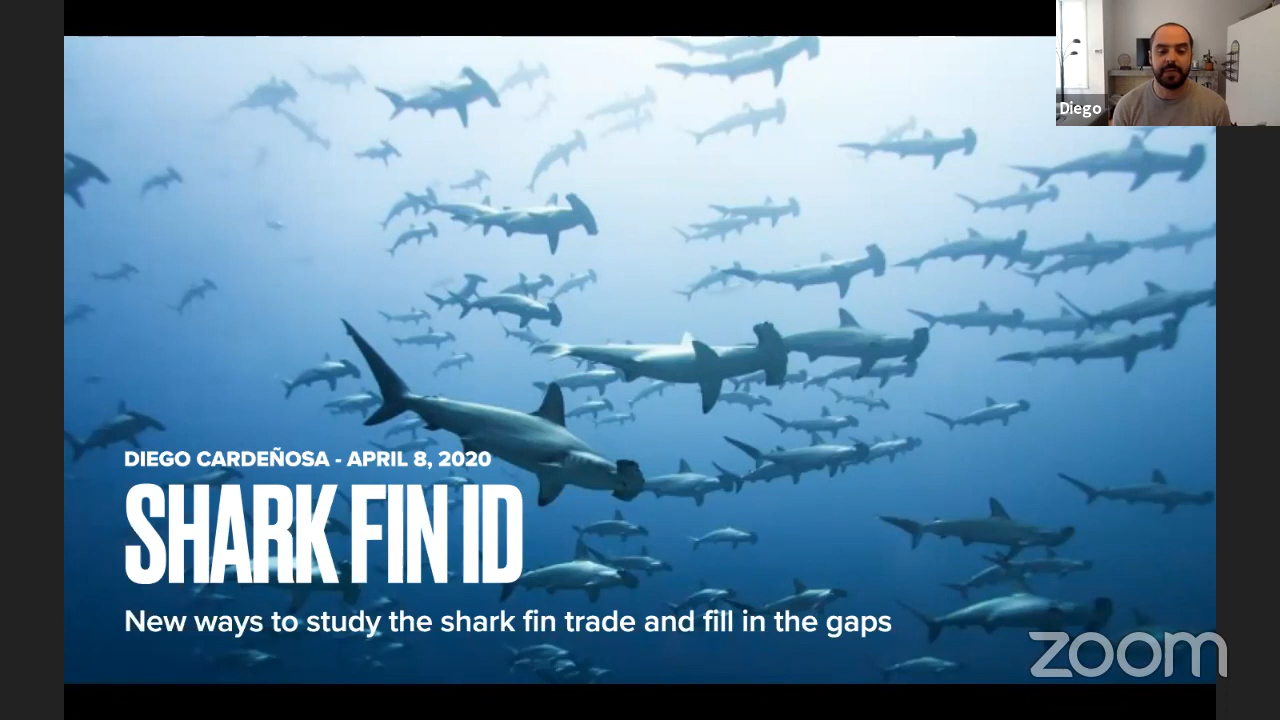 Diego
DIEGO CARDEÑOSA - APRIL 8, 2020
SHARK FIN ID
New ways to study the shark fin trade and fill in the gaps
zoom